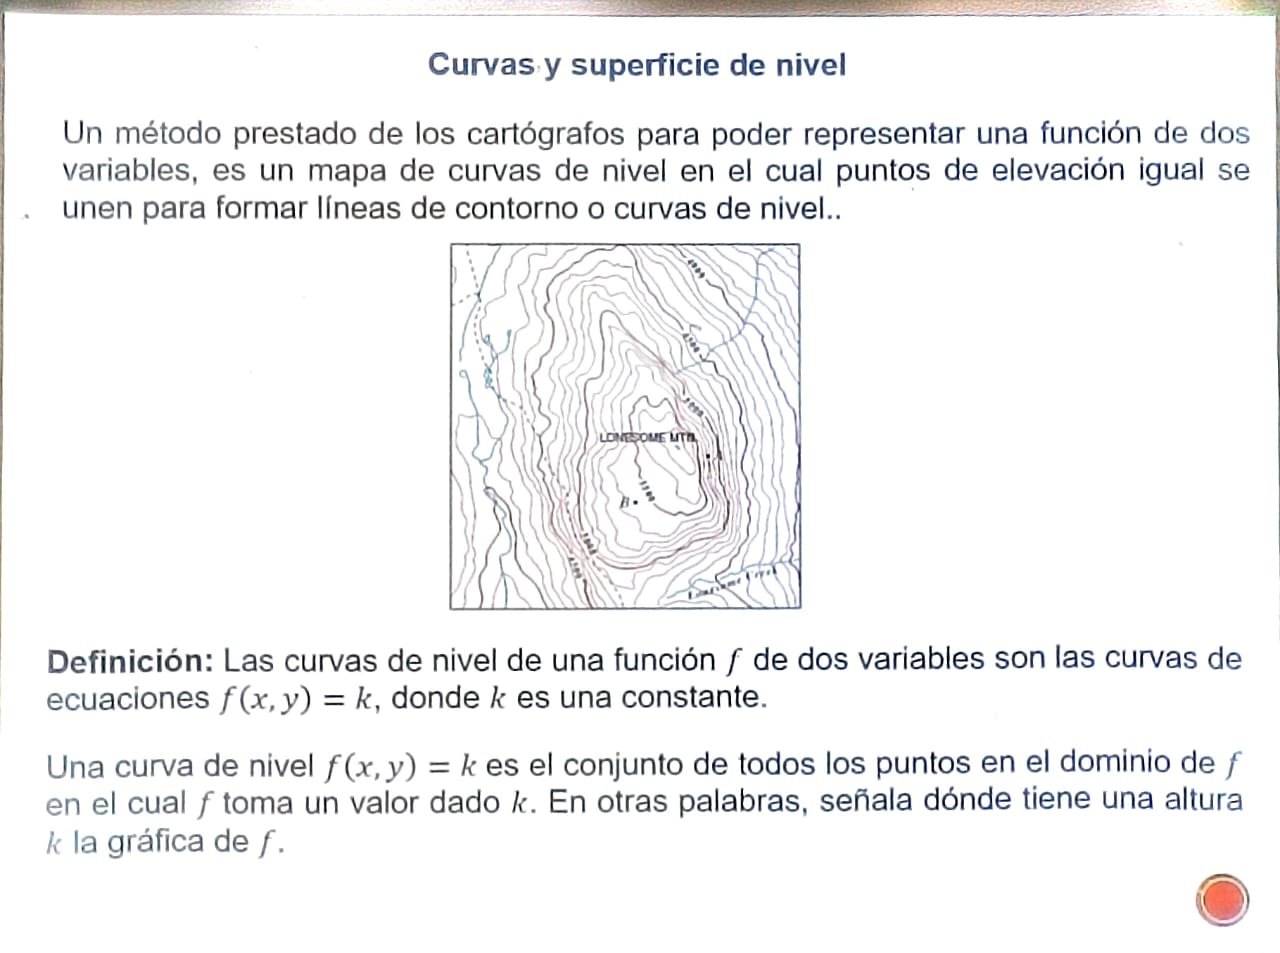 Curvas y superficie de nivel
Un método prestado de los cartógrafos para poder representar una función de dos
variables, es un mapa de curvas de nivel en el cual puntos de elevación igual se
unen para formar líneas de contorno o curvas de nivel..
LONESOME MTN.
A
B
Definición: Las curvas de nivel de una función f de dos variables son las curvas de
ecuaciones f(x, y) = k, donde k es una constante.
Una curva de nivel f(x, y) = k es el conjunto de todos los puntos en el dominio de f
en el cual f toma un valor dado k. En otras palabras, señala dónde tiene una altura
k la gráfica de f.